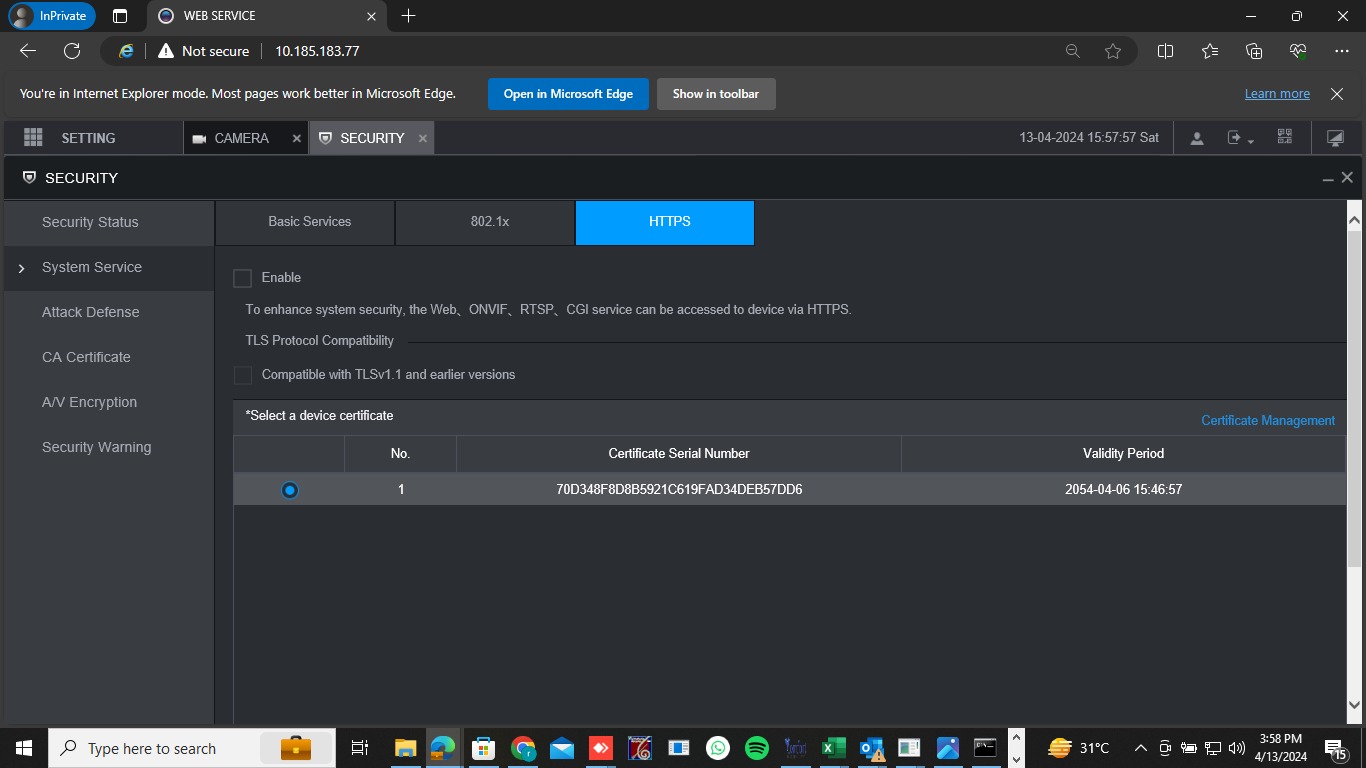 InPrivate
WEB SERVICE
Not secure
10.185.183.77
You're in Internet Explorer mode. Most pages work better in Microsoft Edge.
Open in Microsoft Edge
Show in toolbar
Learn more
SETTING
CAMERA
SECURITY
13-04-2024 15:57:57 Sat
SECURITY
Security Status
System Service
Attack Defense
CA Certificate
A/V Encryption
Security Warning
Basic Services
802.1x
HTTPS
Enable
To enhance system security, the Web、ONVIF、RTSP、CGI service can be accessed to device via HTTPS.
TLS Protocol Compatibility
Compatible with TLSv1.1 and earlier versions
*Select a device certificate
Certificate Management
No.
Certificate Serial Number
Validity Period
1
70D348F8D8B5921C619FAD34DEB57DD6
2054-04-06 15:46:57
Type here to search
31°C
3:58 PM
4/13/2024
15